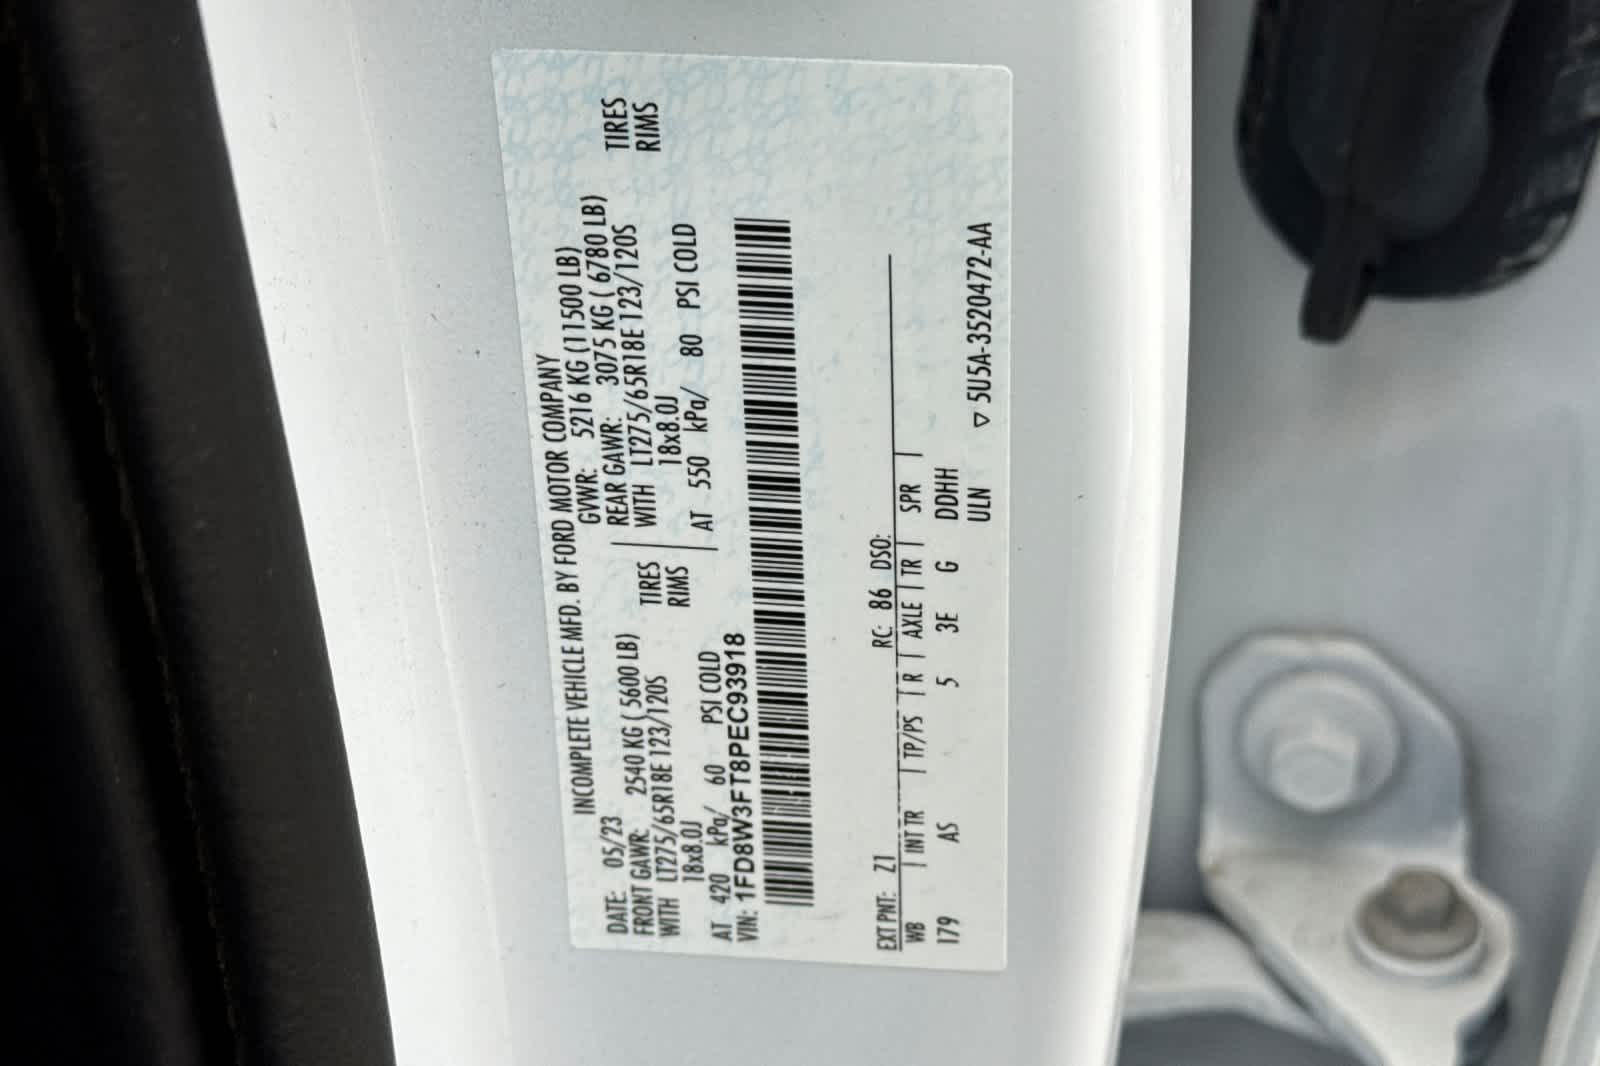 INCOMPLETE VEHICLE MFD. BY FORD MOTOR COMPANY
DATE: 05/23 GVWR: 5216 KG (11500 LB)
FRONT GAWR: 2540 KG (5600 LB) REAR GAWR: 3075 KG (6780 LB)
WITH LT275/65R18E 123/120S TIRES WITH LT275/65R18E 123/120S TIRES
18x8.0J RIMS 18x8.0J RIMS
AT 420 kPa/ 60 PSI COLD AT 550 kPa/ 80 PSI COLD
VIN: 1FD8W3FT8PEC93918
EXT PNT: Z1 RC: 86 DSO:
WB INT TR TP/PS R AXLE TR SPR
179 AS 5 3E G DDHH
ULN ▽ 5U5A-3520472-AA